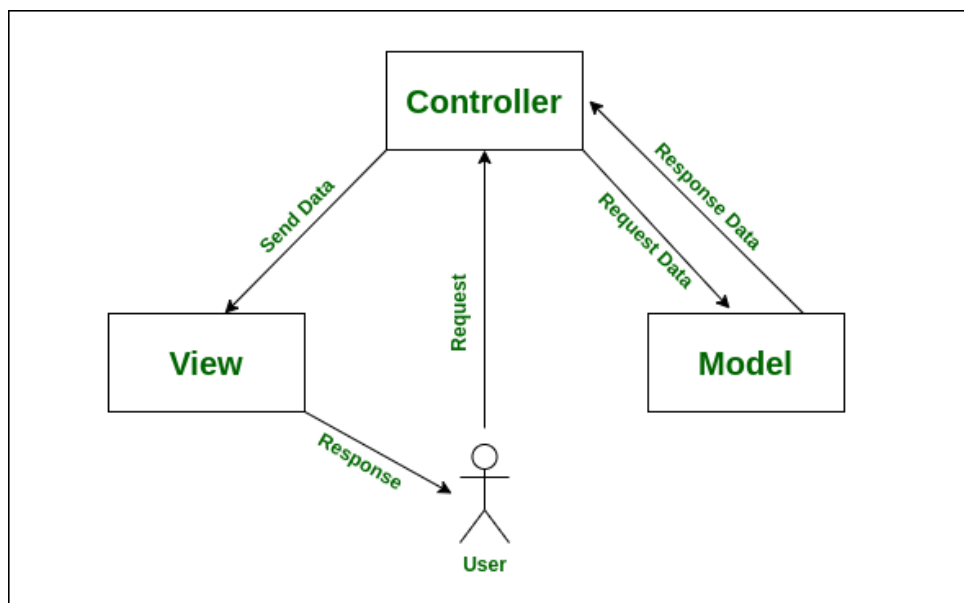 Controller
Send Data
Request
Request Data
Response Data
View
Model
Response
User